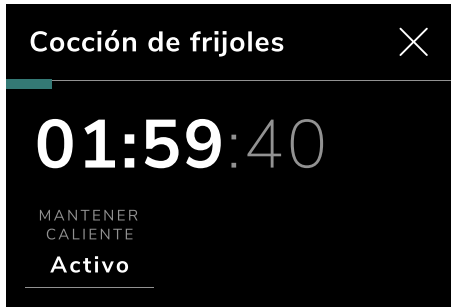 Cocción de frijoles
01:59:40
MANTENER
CALIENTE
Activo